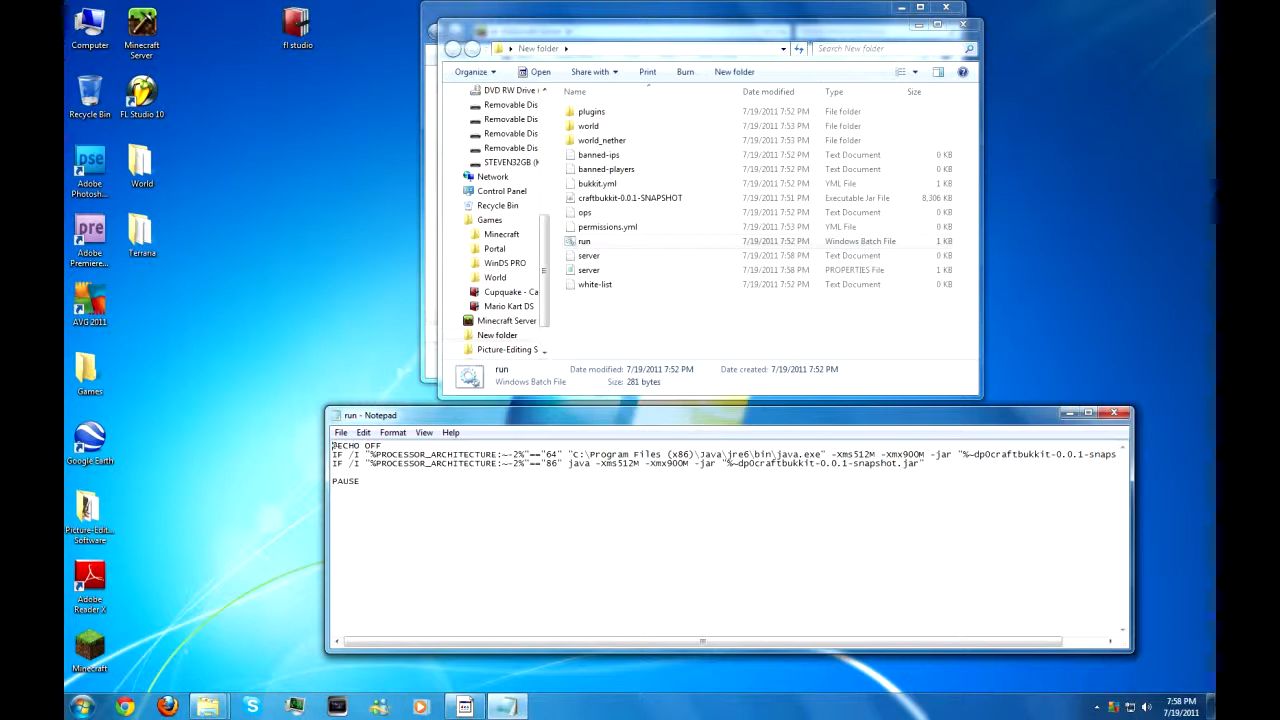 Computer
Minecraft Server
fl studio
Recycle Bin
FL Studio 10
Adobe Photosh...
World
Adobe Premiere...
Terraria
AVG 2011
Games
Google Earth
Picture-Edit... Software
Adobe Reader X
Minecraft
New folder
Search New folder
Organize Open Share with Print Burn New folder
Name Date modified Type Size
DVD RW Drive (
Removable Dis
Removable Dis
Removable Dis
Removable Dis
STEVEN32GB (
Network
Control Panel
Recycle Bin
Games
Minecraft
Portal
WinDS PRO
World
Cupquake - Ca
Mario Kart DS
Minecraft Server
New folder
Picture-Editing S
plugins 7/19/2011 7:52 PM File folder
world 7/19/2011 7:53 PM File folder
world_nether 7/19/2011 7:53 PM File folder
banned-ips 7/19/2011 7:52 PM Text Document 0 KB
banned-players 7/19/2011 7:52 PM Text Document 0 KB
bukkit.yml 7/19/2011 7:52 PM YML File 1 KB
craftbukkit-0.0.1-SNAPSHOT 7/19/2011 7:51 PM Executable Jar File 8,306 KB
ops 7/19/2011 7:52 PM Text Document 0 KB
permissions.yml 7/19/2011 7:53 PM YML File 0 KB
run 7/19/2011 7:52 PM Windows Batch File 1 KB
server 7/19/2011 7:58 PM Text Document 0 KB
server 7/19/2011 7:58 PM PROPERTIES File 1 KB
white-list 7/19/2011 7:52 PM Text Document 0 KB
run Date modified: 7/19/2011 7:52 PM Date created: 7/19/2011 7:52 PM
Windows Batch File Size: 281 bytes
run - Notepad
File Edit Format View Help
@ECHO OFF
IF /I "%PROCESSOR_ARCHITECTURE:~-2%"=="64" "C:\Program Files (x86)\Java\jre6\bin\java.exe" -Xms512M -Xmx900M -jar "%~dp0craftbukkit-0.0.1-snaps
IF /I "%PROCESSOR_ARCHITECTURE:~-2%"=="86" java -Xms512M -Xmx900M -jar "%~dp0craftbukkit-0.0.1-snapshot.jar"
PAUSE
7:58 PM
7/19/2011